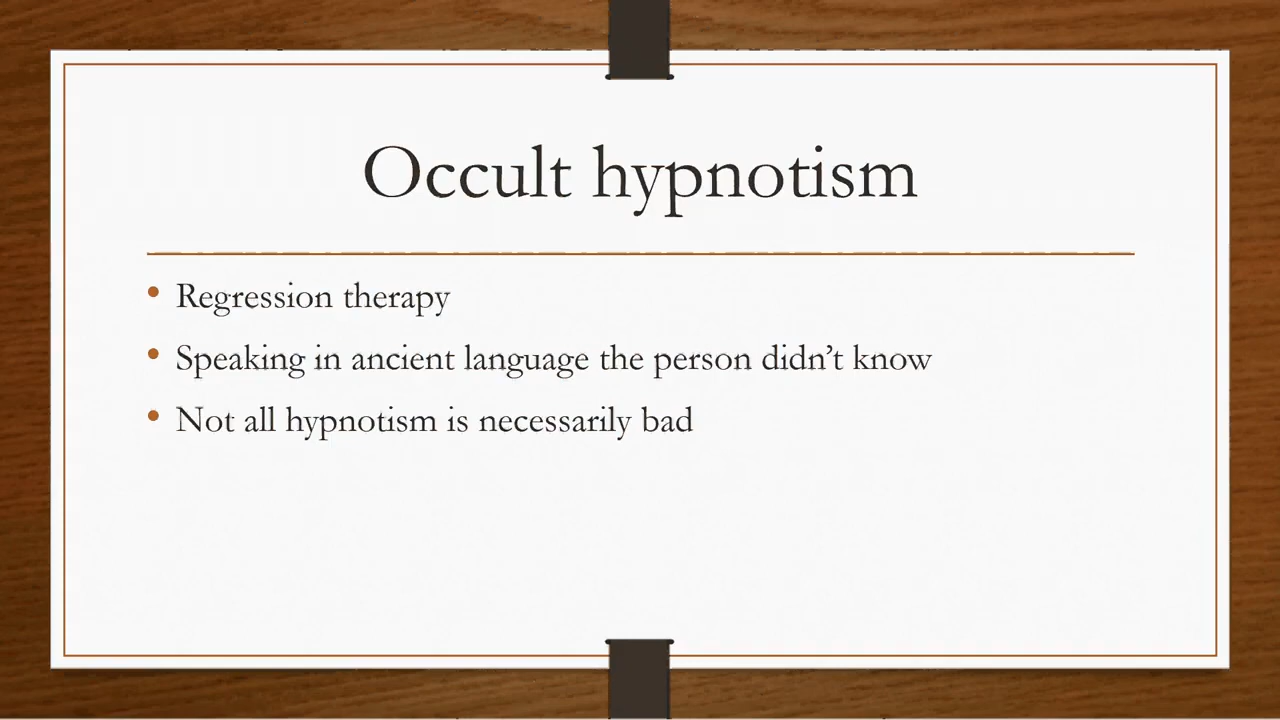 Occult hypnotism
• Regression therapy
• Speaking in ancient language the person didn’t know
• Not all hypnotism is necessarily bad